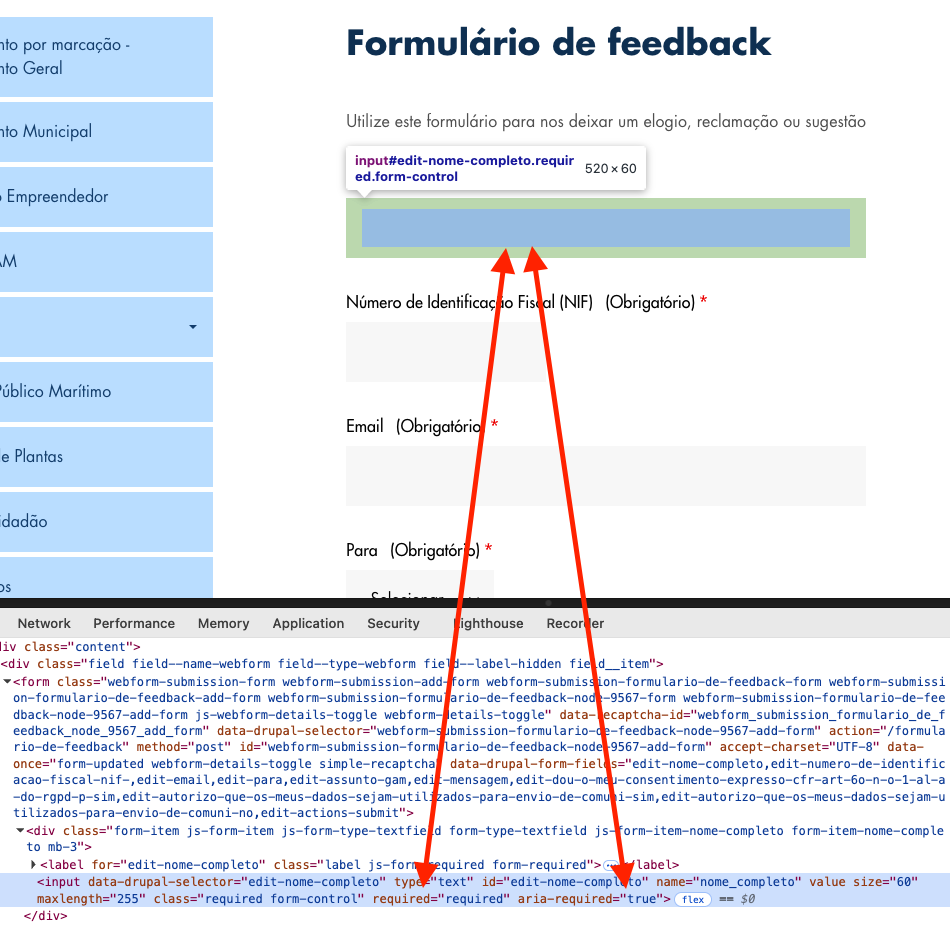 Formulário de feedback
nto por marcação -
nto Geral
Utilize este formulário para nos deixar um elogio, reclamação ou sugestão
nto Municipal
input#edit-nome-completo.requir
ed.form-control
520 × 60
o Empreendedor
AM
Número de Identificação Fiscal (NIF) (Obrigatório) *
Público Marítimo
Email (Obrigatório) *
e Plantas
idadão
Para (Obrigatório) *
os
Selecionar
Network Performance Memory Application Security Lighthouse Recorder
div class="content">
<div class="field field--name-webform field--type-webform field--label-hidden field__item">
<form class="webform-submission-form webform-submission-add-form webform-submission-formulario-de-feedback-form webform-submissi
on-formulario-de-feedback-add-form webform-submission-formulario-de-feedback-node-9567-form webform-submission-formulario-de-fee
dback-node-9567-add-form js-webform-details-toggle webform-details-toggle" data-recaptcha-id="webform_submission_formulario_de_f
eedback_node_9567_add_form" data-drupal-selector="webform-submission-formulario-de-feedback-node-9567-add-form" action="/formula
rio-de-feedback" method="post" id="webform-submission-formulario-de-feedback-node-9567-add-form" accept-charset="UTF-8" data-
once="form-updated webform-details-toggle simple-recaptcha" data-drupal-form-fields="edit-nome-completo,edit-numero-de-identific
acao-fiscal-nif-,edit-email,edit-para,edit-assunto-gam,edit-mensagem,edit-dou-o-meu-consentimento-expresso-cfr-art-6o-n-o-1-al-a
-do-rgpd-p-sim,edit-autorizo-que-os-meus-dados-sejam-utilizados-para-envio-de-comuni-sim,edit-autorizo-que-os-meus-dados-sejam-u
tilizados-para-envio-de-comuni-no,edit-actions-submit">
<div class="form-item js-form-item js-form-type-textfield form-type-textfield js-form-item-nome-completo form-item-nome-comple
to mb-3">
<label for="edit-nome-completo" class="label js-form-required form-required">…</label>
<input data-drupal-selector="edit-nome-completo" type="text" id="edit-nome-completo" name="nome_completo" value size="60"
maxlength="255" class="required form-control" required="required" aria-required="true"> flex == $0
</div>